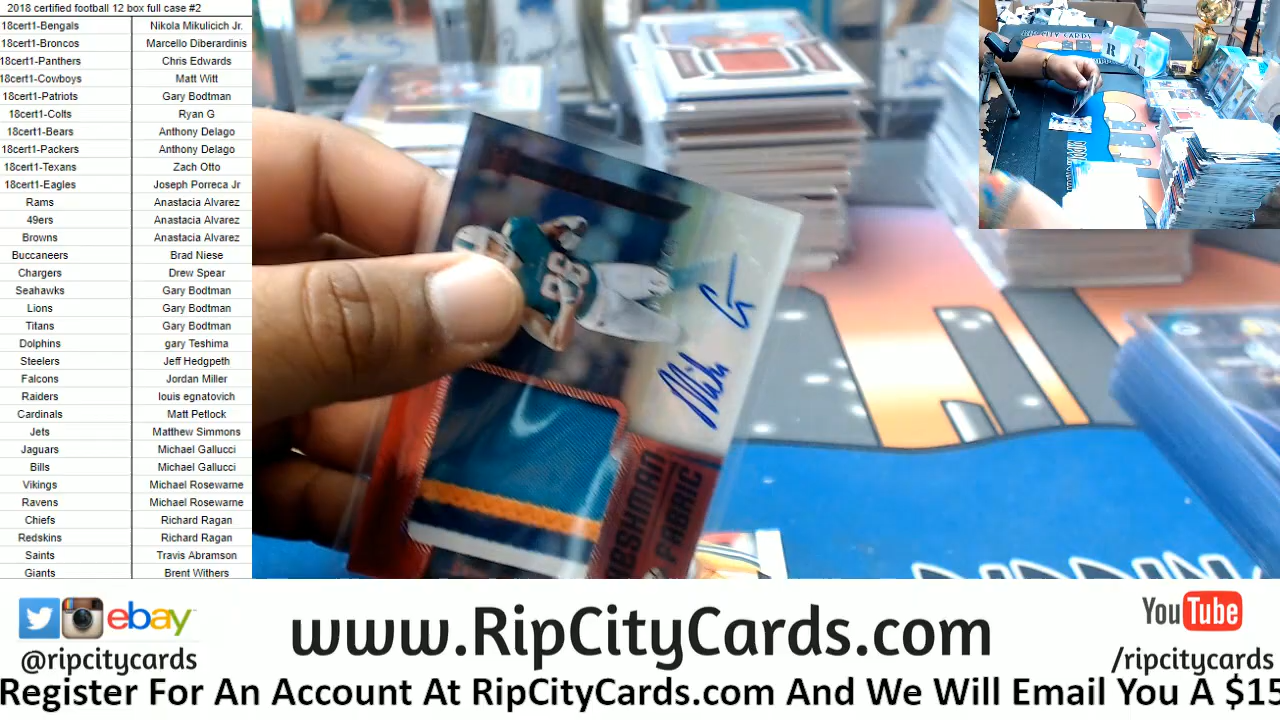 2018 certified football 12 box full case #2
18cert1-Bengals Nikola Mikulicich Jr.
18cert1-Broncos Marcello Diberardinis
18cert1-Panthers Chris Edwards
18cert1-Cowboys Matt Witt
18cert1-Patriots Gary Bodtman
18cert1-Colts Ryan G
18cert1-Bears Anthony Delago
18cert1-Packers Anthony Delago
18cert1-Texans Zach Otto
18cert1-Eagles Joseph Porreca Jr
Rams Anastacia Alvarez
49ers Anastacia Alvarez
Browns Anastacia Alvarez
Buccaneers Brad Niese
Chargers Drew Spear
Seahawks Gary Bodtman
Lions Gary Bodtman
Titans Gary Bodtman
Dolphins gary Teshima
Steelers Jeff Hedgpeth
Falcons Jordan Miller
Raiders louis egnatovich
Cardinals Matt Petlock
Jets Matthew Simmons
Jaguars Michael Gallucci
Bills Michael Gallucci
Vikings Michael Rosewarne
Ravens Michael Rosewarne
Chiefs Richard Ragan
Redskins Richard Ragan
Saints Travis Abramson
Giants Brent Withers
Mike G
88
RESHMAN
FABRIC
ebay
@ripcitycards
www.RipCityCards.com
YouTube
/ripcitycards
Register For An Account At RipCityCards.com And We Will Email You A $15